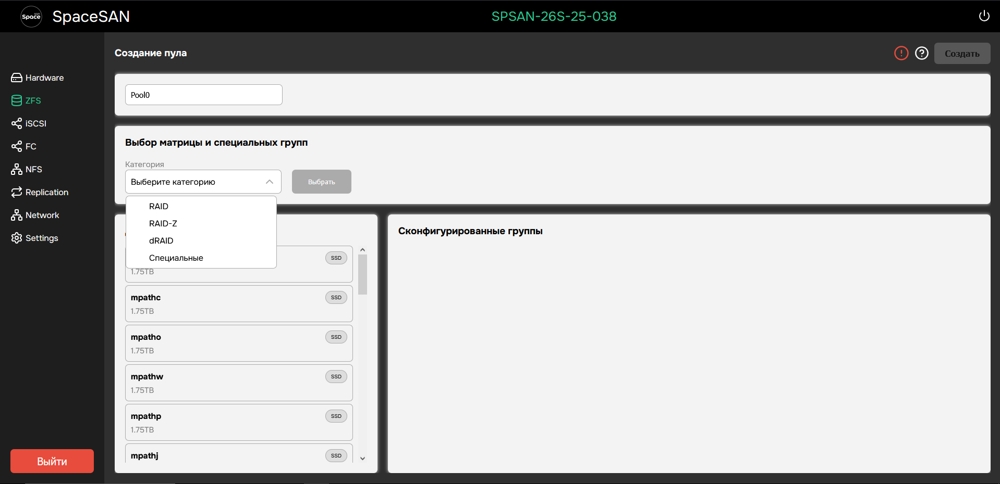 san
Space
SpaceSAN
SPSAN-26S-25-038
Создание пула
Создать
Hardware
ZFS
iSCSI
FC
NFS
Replication
Network
Settings
Выйти
Pool0
Выбор матрицы и специальных групп
Категория
Выберите категорию
Выбрать
RAID
RAID-Z
dRAID
Специальные
SSD
1.75TB
mpathc
SSD
1.75TB
mpatho
SSD
1.75TB
mpathw
SSD
1.75TB
mpathp
SSD
1.75TB
mpathj
SSD
Сконфигурированные группы